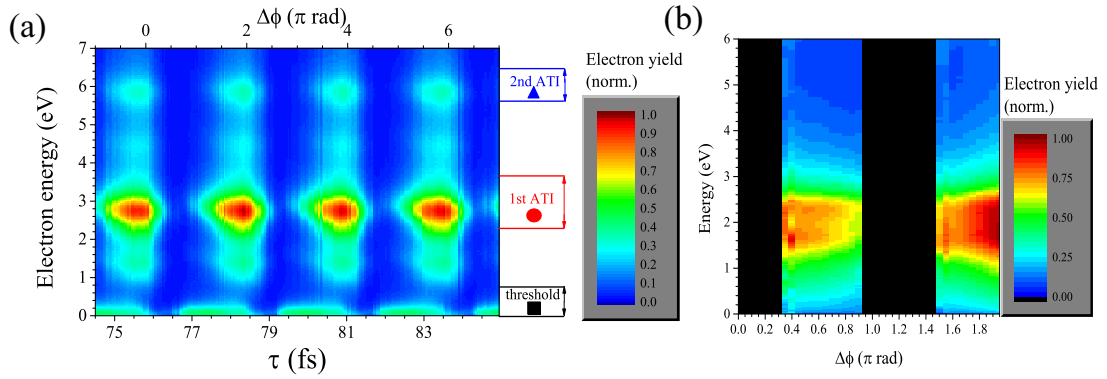 (a)
Δϕ (π rad)
0 2 4 6
7
6
5
4
3
2
1
0
Electron energy (eV)
75 77 79 81 83
τ (fs)
2nd ATI
1st ATI
threshold
Electron yield
(norm.)
1.0
0.9
0.8
0.7
0.6
0.5
0.4
0.3
0.2
0.1
0.0
(b)
6
5
4
3
2
1
0
Energy (eV)
0.0 0.2 0.4 0.6 0.8 1.0 1.2 1.4 1.6 1.8
Δϕ (π rad)
Electron yield
(norm.)
1.00
0.75
0.50
0.25
0.00